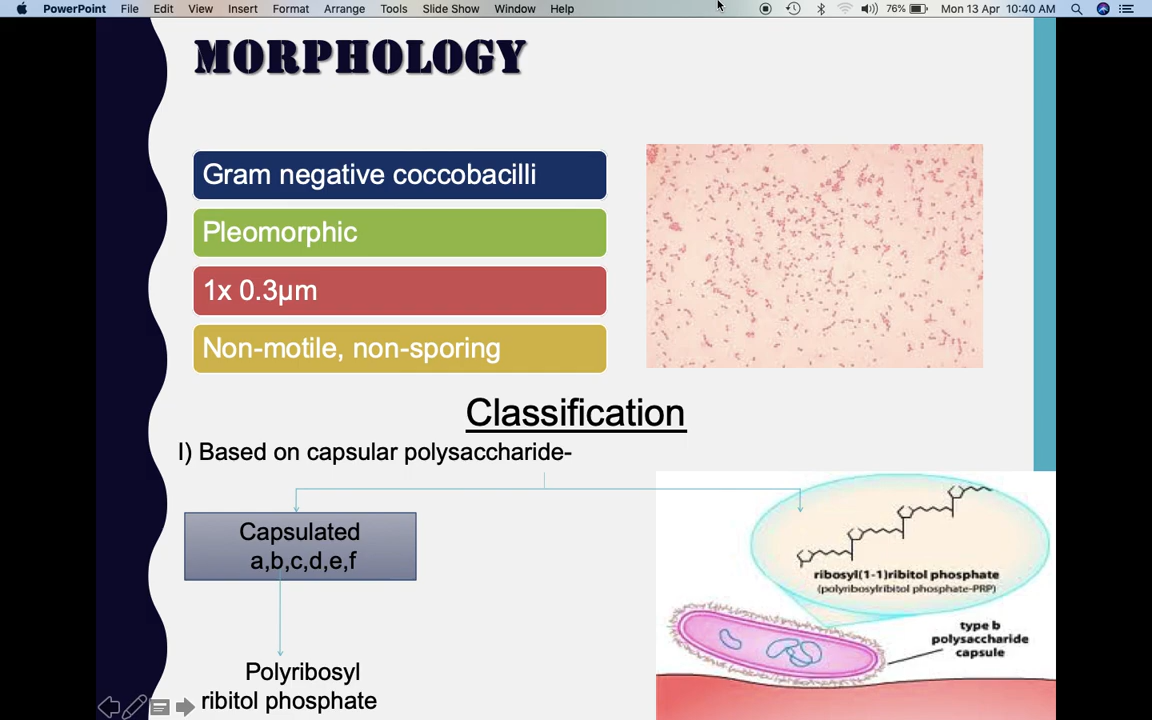 PowerPoint File Edit View Insert Format Arrange Tools Slide Show Window Help 76% Mon 13 Apr 10:40 AM
MORPHOLOGY
Gram negative coccobacilli
Pleomorphic
1x 0.3µm
Non-motile, non-sporing
Classification
I) Based on capsular polysaccharide-
Capsulated
a,b,c,d,e,f
Polyribosyl
ribitol phosphate
ribosyl(1-1)ribitol phosphate
(polyribosylribitol phosphate-PRP)
type b
polysaccharide
capsule